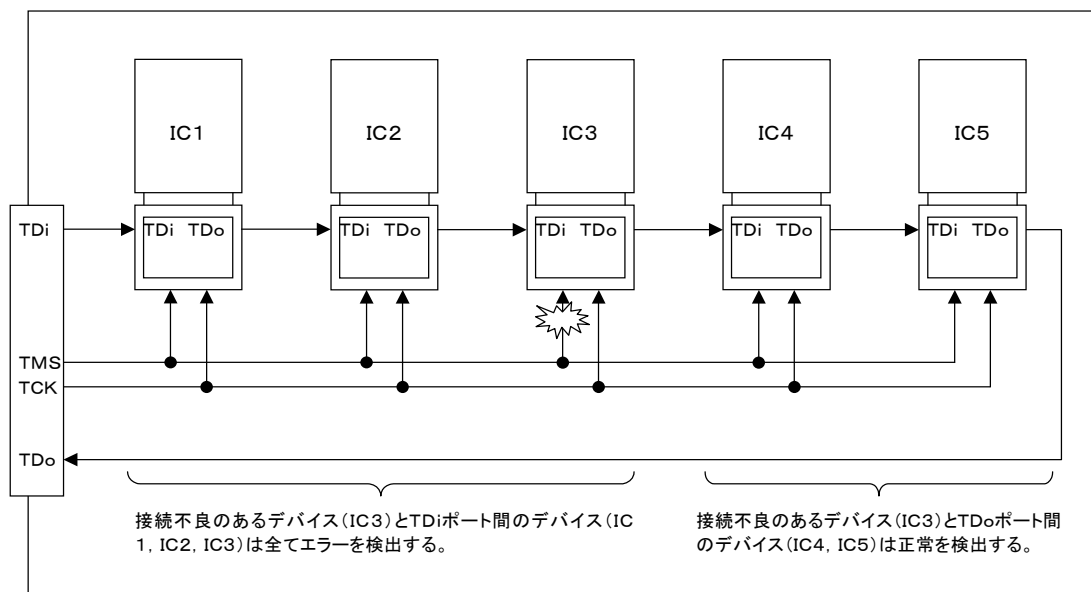 IC1
IC2
IC3
IC4
IC5
TDi
TDi TDo
TDi TDo
TDi TDo
TDi TDo
TDi TDo
TMS
TCK
TDo
接続不良のあるデバイス(IC3)とTDiポート間のデバイス(IC
1, IC2, IC3)は全てエラーを検出する。
接続不良のあるデバイス(IC3)とTDoポート間
のデバイス(IC4, IC5)は正常を検出する。